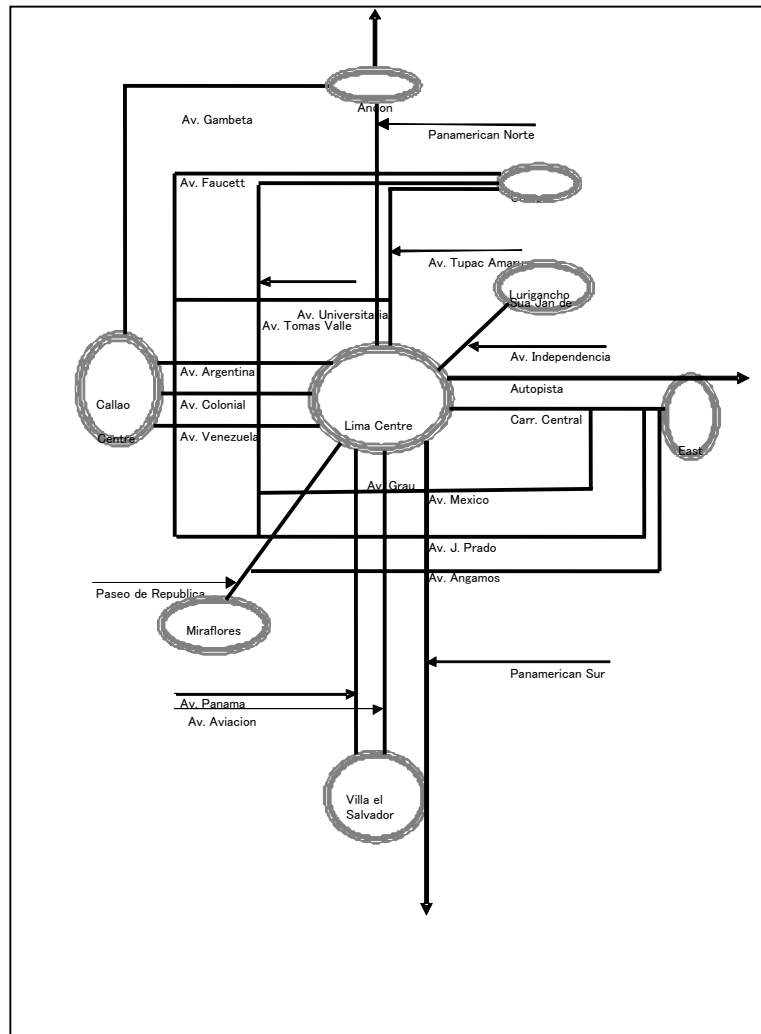 Ancon
Av. Gambeta
Panamerican Norte
Av. Faucett
Av. Tupac Amaru
Lurigancho
Sua Jan de
Av. Universitaria
Av. Tomas Valle
Av. Independencia
Av. Argentina
Autopista
Callao
Av. Colonial
Carr. Central
Lima Centre
Centre
Av. Venezuela
East
Av. Grau
Av. Mexico
Av. J. Prado
Av. Angamos
Paseo de Republica
Miraflores
Panamerican Sur
Av. Panama
Av. Aviacion
Villa el
Salvador